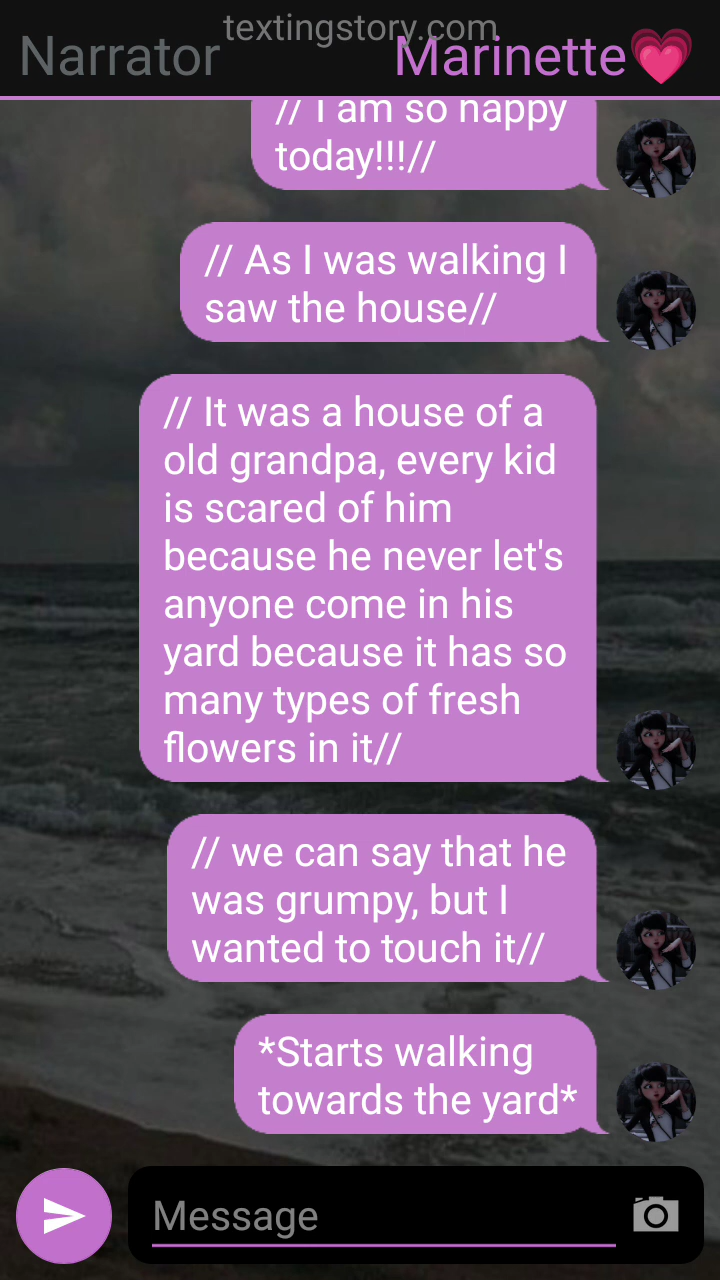 textingstory.com
Narrator
Marinette💗
// I am so happy
today!!!//
// As I was walking I
saw the house//
// It was a house of a
old grandpa, every kid
is scared of him
because he never let's
anyone come in his
yard because it has so
many types of fresh
flowers in it//
// we can say that he
was grumpy, but I
wanted to touch it//
*Starts walking
towards the yard*
Message